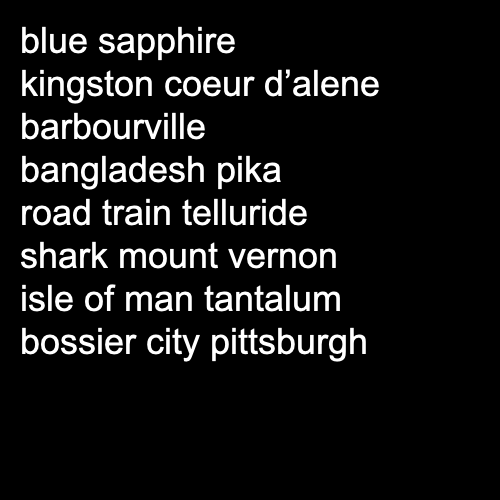 blue sapphire
kingston coeur d’alene
barbourville
bangladesh pika
road train telluride
shark mount vernon
isle of man tantalum
bossier city pittsburgh